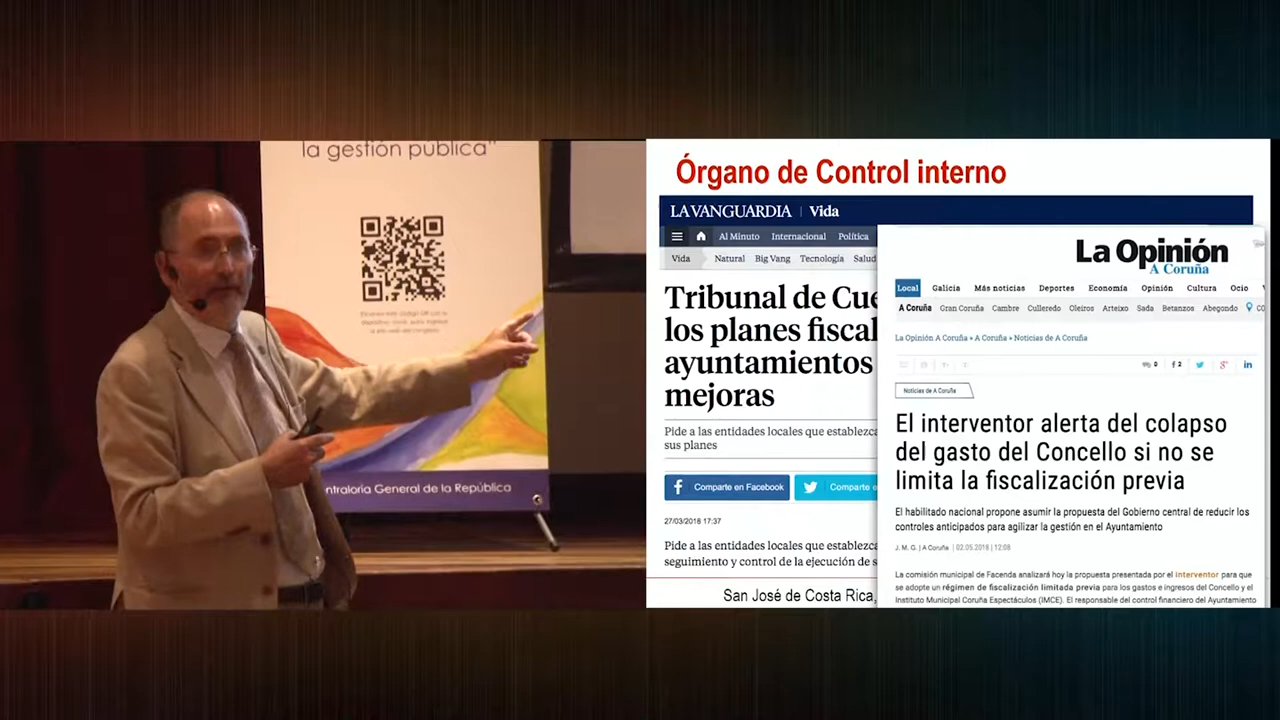 la gestión pública"
ntraloría General de la República
Órgano de Control interno
LA VANGUARDIA | Vida
Al Minuto Internacional Política
Vida Natural Big Vang Tecnología Salud
Tribunal de Cue
los planes fiscal
ayuntamientos
mejoras
Pide a las entidades locales que establezca
sus planes
Comparte en Facebook
Comparte e
27/03/2018 17:37
Pide a las entidades locales que establezca
seguimiento y control de la ejecución de s
San José de Costa Rica,
La Opinión
A Coruña
Local Galicia Más noticias Deportes Economía Opinión Cultura Ocio
A Coruña Gran Coruña Cambre Culleredo Oleiros Arteixo Sada Betanzos Abegondo
La Opinión A Coruña » A Coruña » Noticias de A Coruña
0 f 2 in
Noticias de A Coruña
El interventor alerta del colapso
del gasto del Concello si no se
limita la fiscalización previa
El habilitado nacional propone asumir la propuesta del Gobierno central de reducir los
controles anticipados para agilizar la gestión en el Ayuntamiento
J. M. G. | A Coruña | 02.05.2018 | 12:08
La comisión municipal de Facenda analizará hoy la propuesta presentada por el interventor para que
se adopte un régimen de fiscalización limitada previa para los gastos e ingresos del Concello y el
Instituto Municipal Coruña Espectáculos (IMCE). El responsable del control financiero del Ayuntamiento